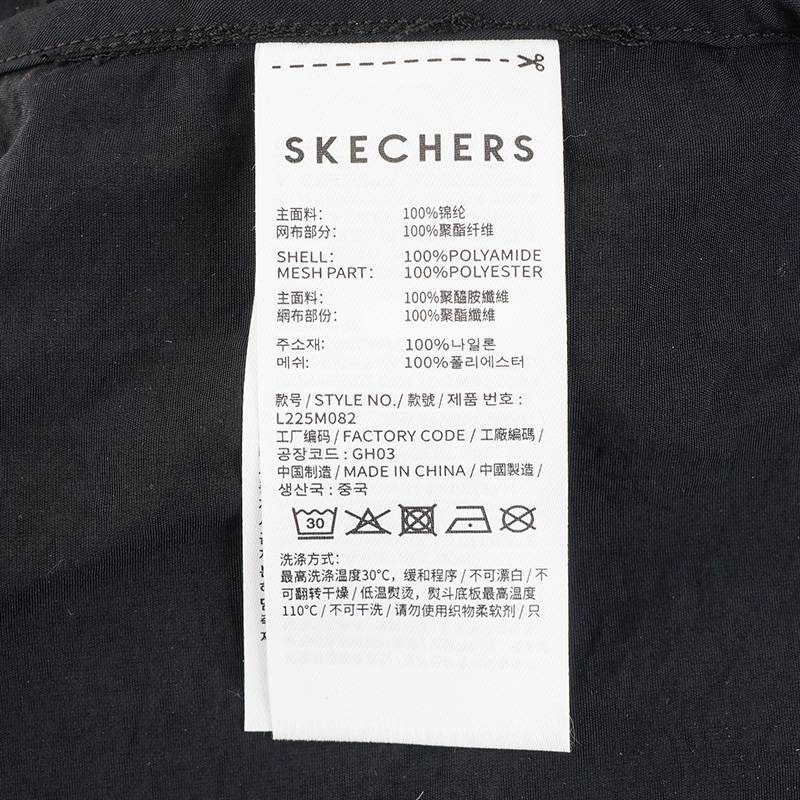 SKECHERS
主面料： 100%锦纶
网布部分： 100%聚酯纤维
SHELL： 100%POLYAMIDE
MESH PART： 100%POLYESTER
主面料： 100%聚醯胺纖維
網布部份： 100%聚酯纖維
주소재: 100%나일론
메쉬: 100%폴리에스터
款号 / STYLE NO./ 款號 / 제품 번호 :
L225M082
工厂编码 / FACTORY CODE / 工廠編碼 /
공장코드 : GH03
中国制造 / MADE IN CHINA / 中國製造 /
생산국 : 중국
30
洗涤方式：
最高洗涤温度30°C，缓和程序 / 不可漂白 / 不
可翻转干燥 / 低温熨烫，熨斗底板最高温度
110°C / 不可干洗 / 请勿使用织物柔软剂 / 只